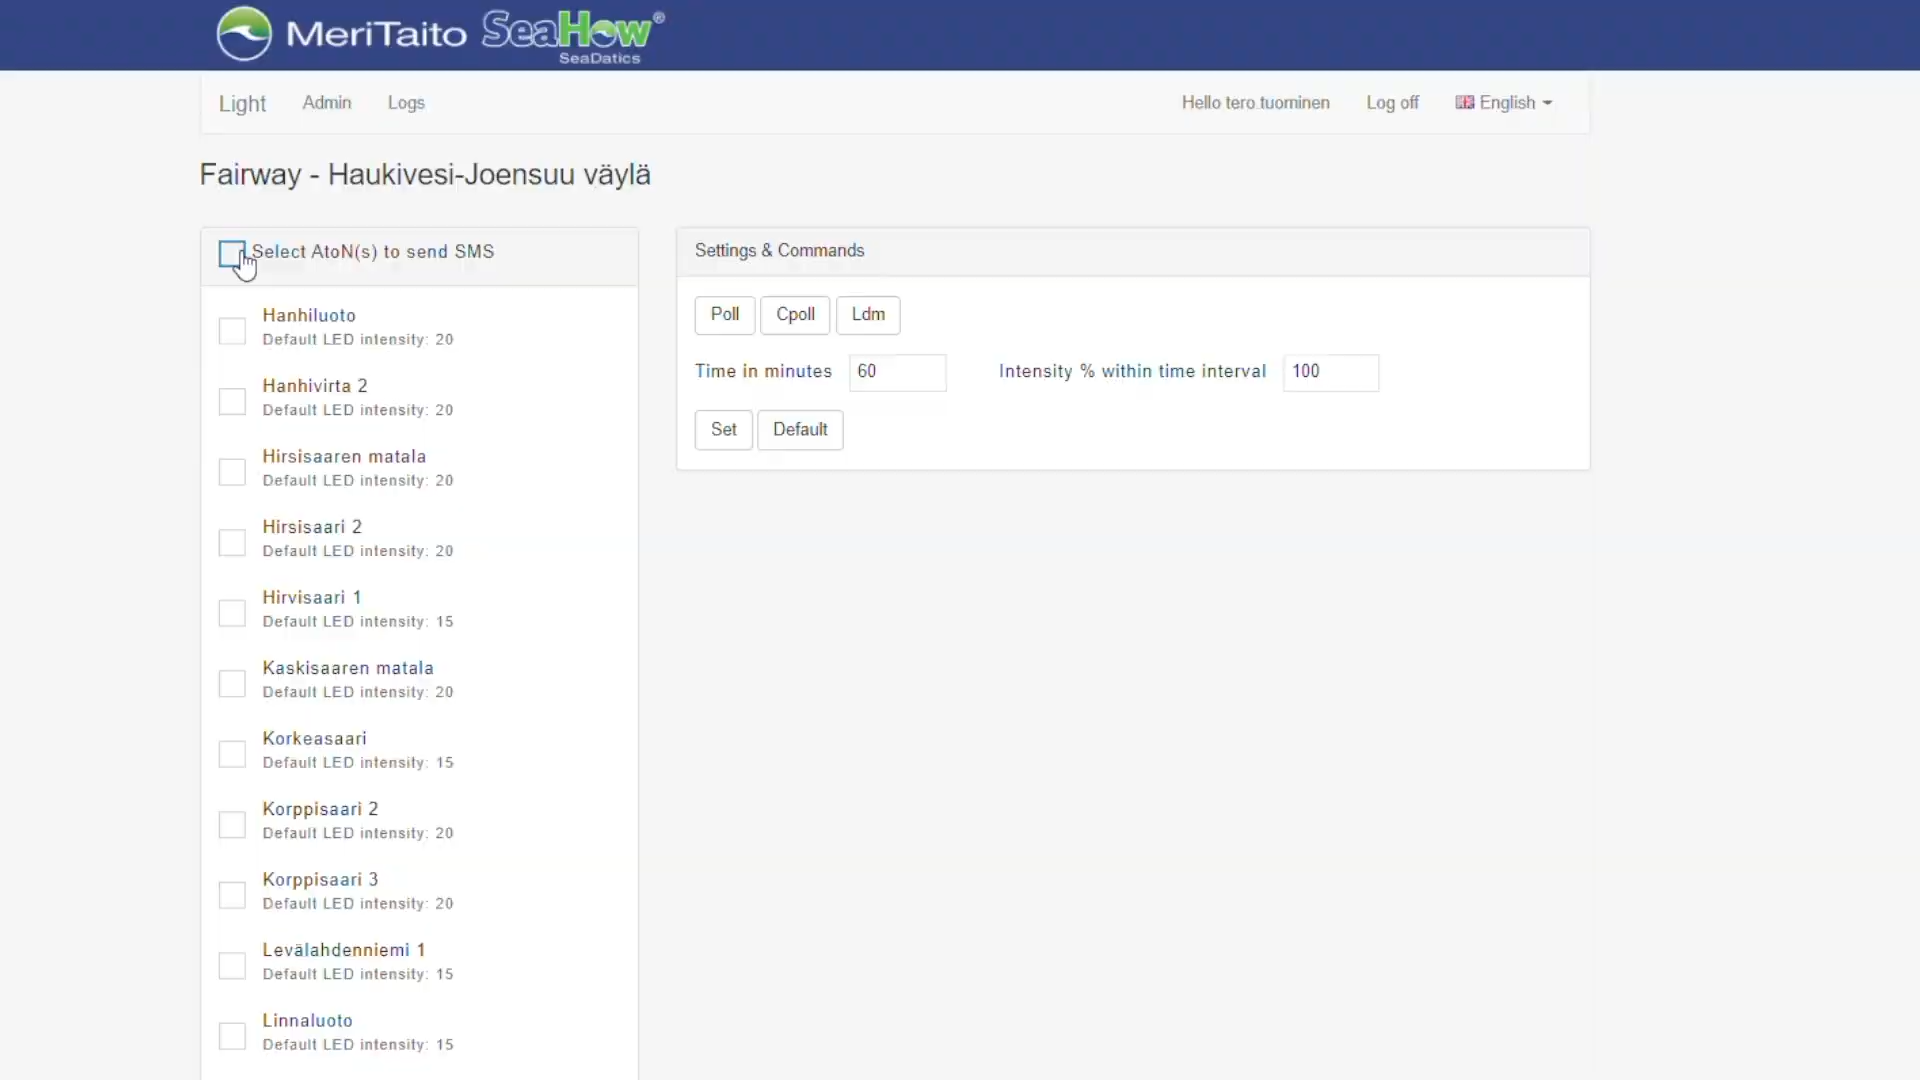 MeriTaito SeaHow®
SeaDatics
Light Admin Logs Hello tero.tuominen Log off English
Fairway - Haukivesi-Joensuu väylä
Select AtoN(s) to send SMS
Hanhiluoto
Default LED intensity: 20
Hanhivirta 2
Default LED intensity: 20
Hirsisaaren matala
Default LED intensity: 20
Hirsisaari 2
Default LED intensity: 20
Hirvisaari 1
Default LED intensity: 15
Kaskisaaren matala
Default LED intensity: 20
Korkeasaari
Default LED intensity: 15
Korppisaari 2
Default LED intensity: 20
Korppisaari 3
Default LED intensity: 20
Levälahdenniemi 1
Default LED intensity: 15
Linnaluoto
Default LED intensity: 15
Settings & Commands
Poll Cpoll Ldm
Time in minutes 60 Intensity % within time interval 100
Set Default